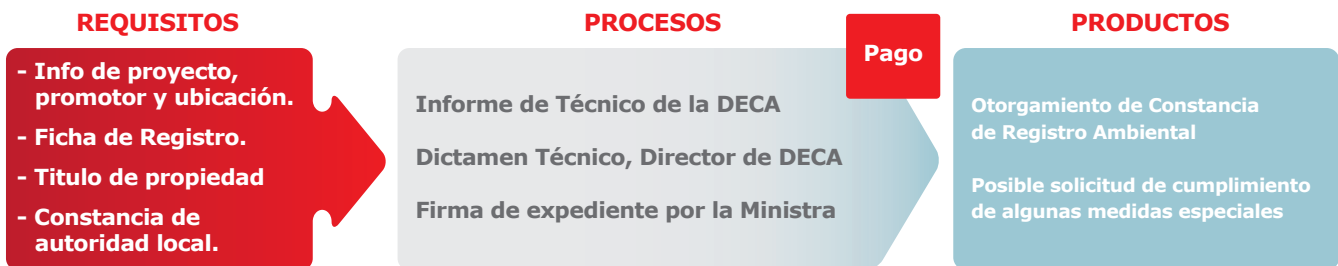 REQUISITOS
- Info de proyecto,
promotor y ubicación.
- Ficha de Registro.
- Titulo de propiedad
- Constancia de
autoridad local.
PROCESOS
Pago
Informe de Técnico de la DECA
Dictamen Técnico, Director de DECA
Firma de expediente por la Ministra
PRODUCTOS
Otorgamiento de Constancia
de Registro Ambiental
Posible solicitud de cumplimiento
de algunas medidas especiales